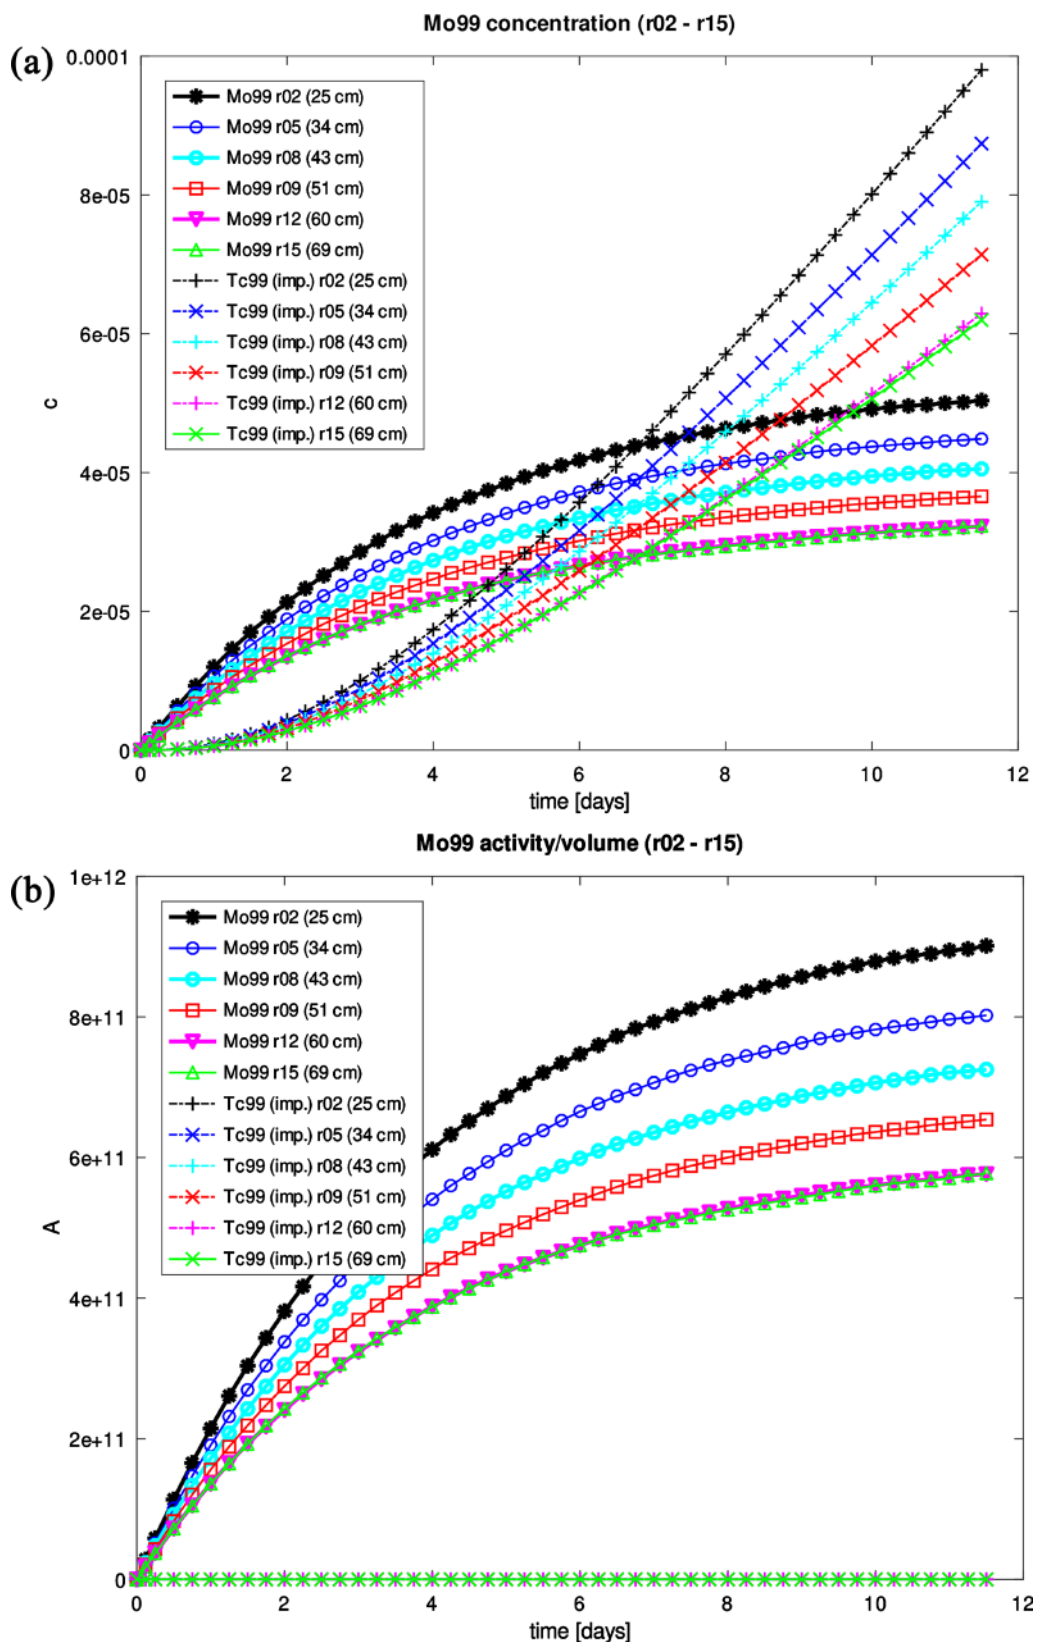 Mo99 concentration (r02 - r15)
(a)
0.0001
8e-05
6e-05
4e-05
2e-05
0
c
Mo99 r02 (25 cm)
Mo99 r05 (34 cm)
Mo99 r08 (43 cm)
Mo99 r09 (51 cm)
Mo99 r12 (60 cm)
Mo99 r15 (69 cm)
Tc99 (imp.) r02 (25 cm)
Tc99 (imp.) r05 (34 cm)
Tc99 (imp.) r08 (43 cm)
Tc99 (imp.) r09 (51 cm)
Tc99 (imp.) r12 (60 cm)
Tc99 (imp.) r15 (69 cm)
0 2 4 6 8 10 12
time [days]
Mo99 activity/volume (r02 - r15)
(b)
1e+12
8e+11
6e+11
4e+11
2e+11
0
A
Mo99 r02 (25 cm)
Mo99 r05 (34 cm)
Mo99 r08 (43 cm)
Mo99 r09 (51 cm)
Mo99 r12 (60 cm)
Mo99 r15 (69 cm)
Tc99 (imp.) r02 (25 cm)
Tc99 (imp.) r05 (34 cm)
Tc99 (imp.) r08 (43 cm)
Tc99 (imp.) r09 (51 cm)
Tc99 (imp.) r12 (60 cm)
Tc99 (imp.) r15 (69 cm)
0 2 4 6 8 10 12
time [days]